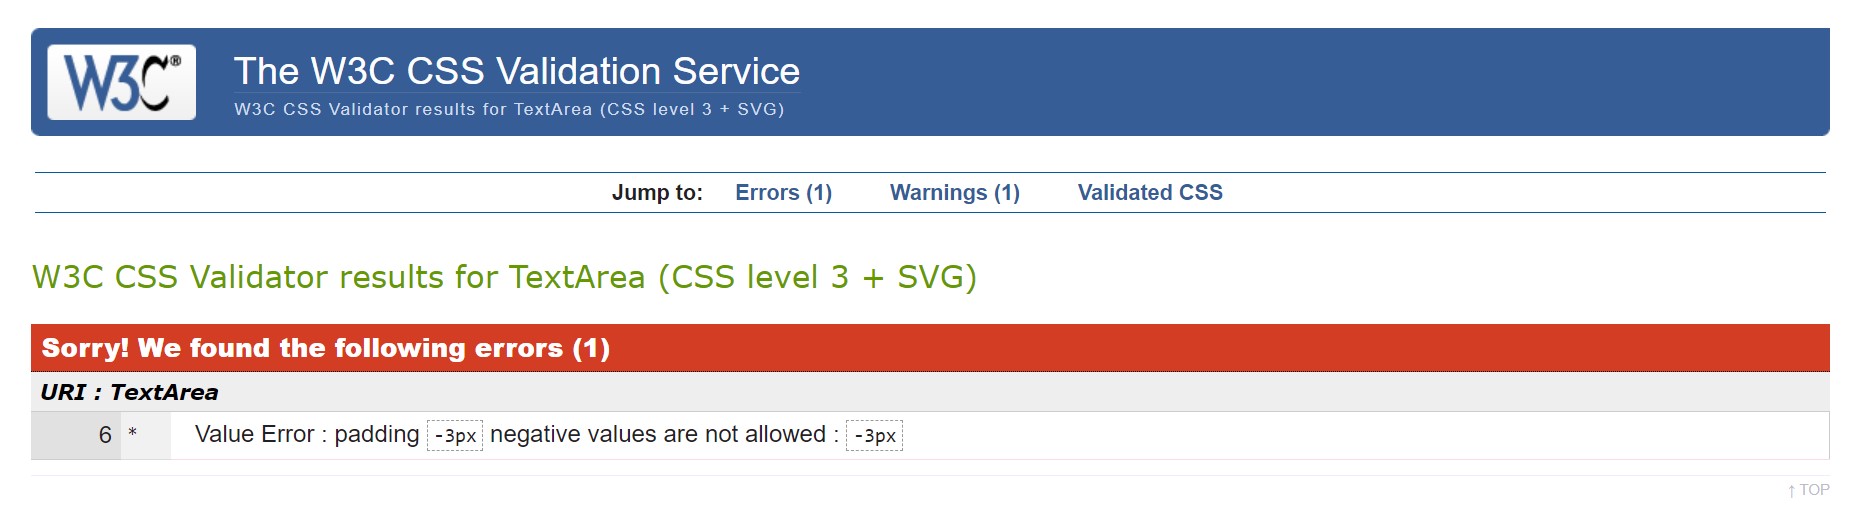 W3C®
The W3C CSS Validation Service
W3C CSS Validator results for TextArea (CSS level 3 + SVG)
Jump to: Errors (1) Warnings (1) Validated CSS
W3C CSS Validator results for TextArea (CSS level 3 + SVG)
Sorry! We found the following errors (1)
URI : TextArea
6 * Value Error : padding -3px negative values are not allowed : -3px
↑ TOP